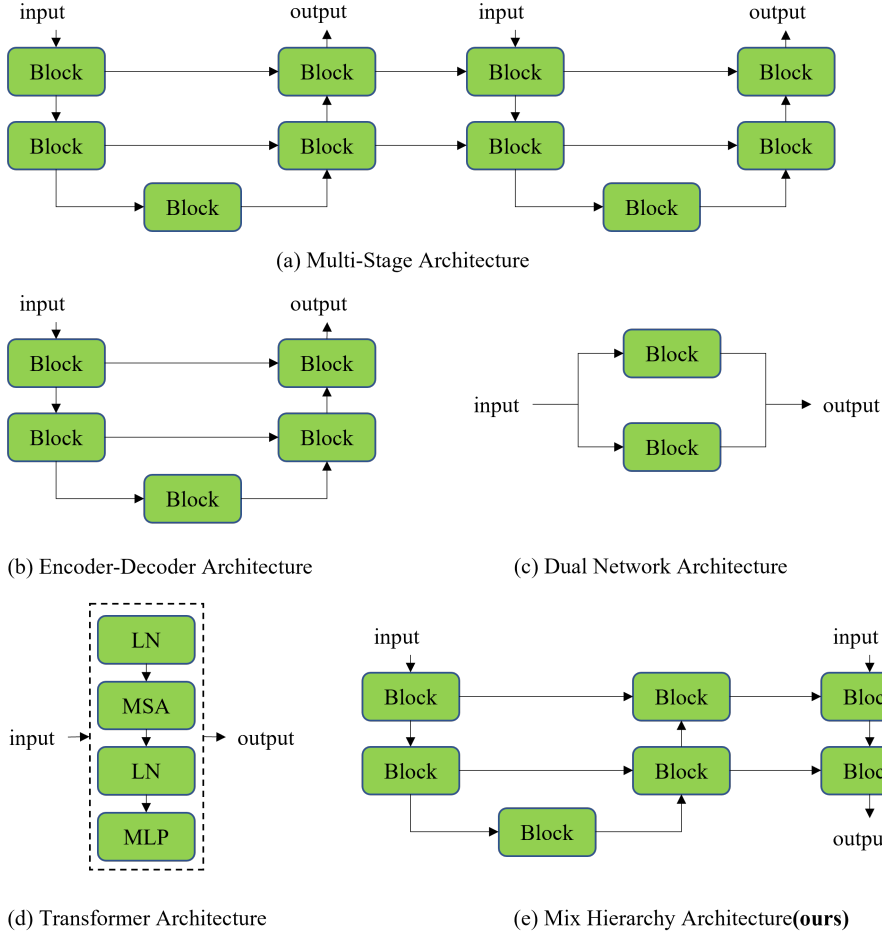 input output input output
Block Block Block Block
Block Block Block Block
Block Block
(a) Multi-Stage Architecture
input output
Block Block
Block Block
Block
(b) Encoder-Decoder Architecture
Block
input output
Block
(c) Dual Network Architecture
LN
MSA
input output
LN
MLP
(d) Transformer Architecture
input input
Block Block
Block Block
Block
(e) Mix Hierarchy Architecture(ours)